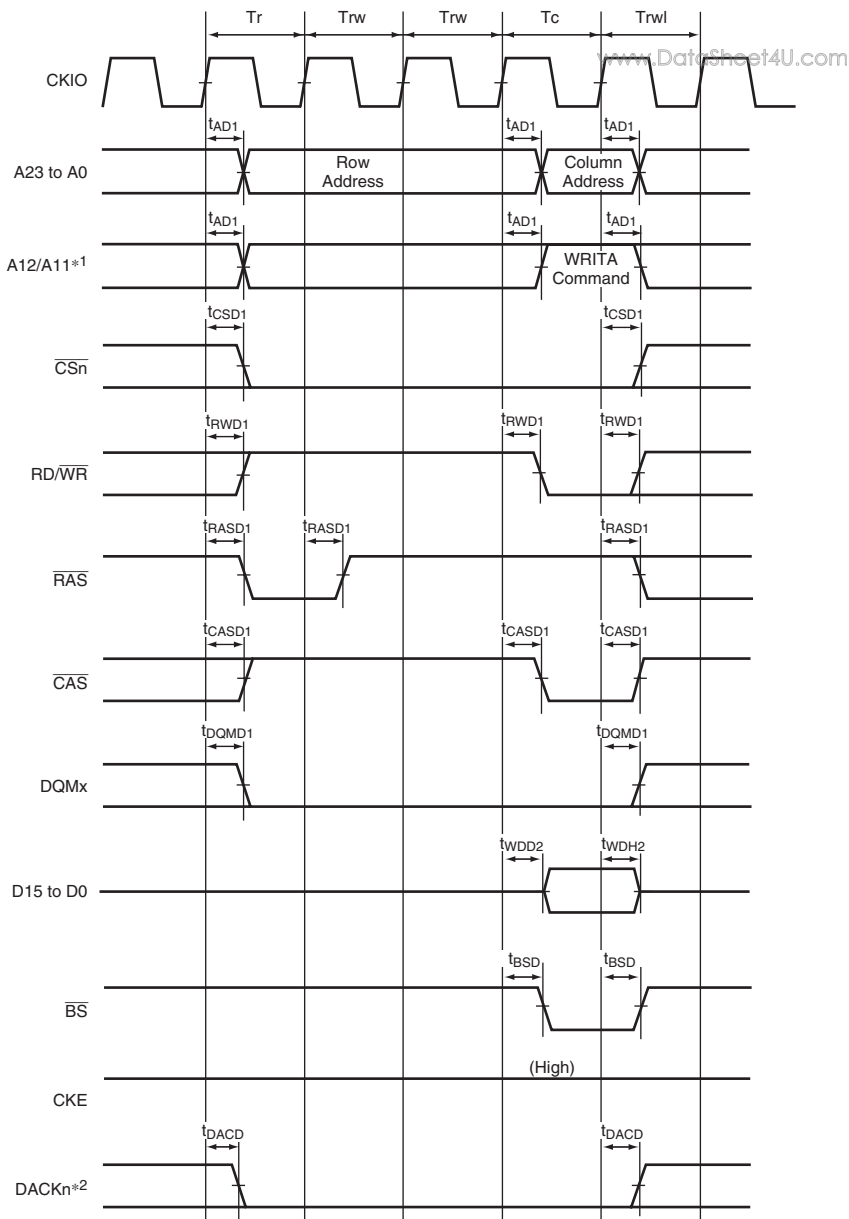 Tr Trw Trw Tc Trwl
www.DataSheet4U.com
CKIO
tAD1 tAD1 tAD1
A23 to A0
Row Address
Column Address
tAD1 tAD1 tAD1
A12/A11*1
WRITA Command
tCSD1 tCSD1
CSn
tRWD1 tRWD1 tRWD1
RD/WR
tRASD1 tRASD1 tRASD1
RAS
tCASD1 tCASD1 tCASD1
CAS
tDQMD1 tDQMD1
DQMx
tWDD2 tWDH2
D15 to D0
tBSD tBSD
BS
(High)
CKE
tDACD tDACD
DACKn*2